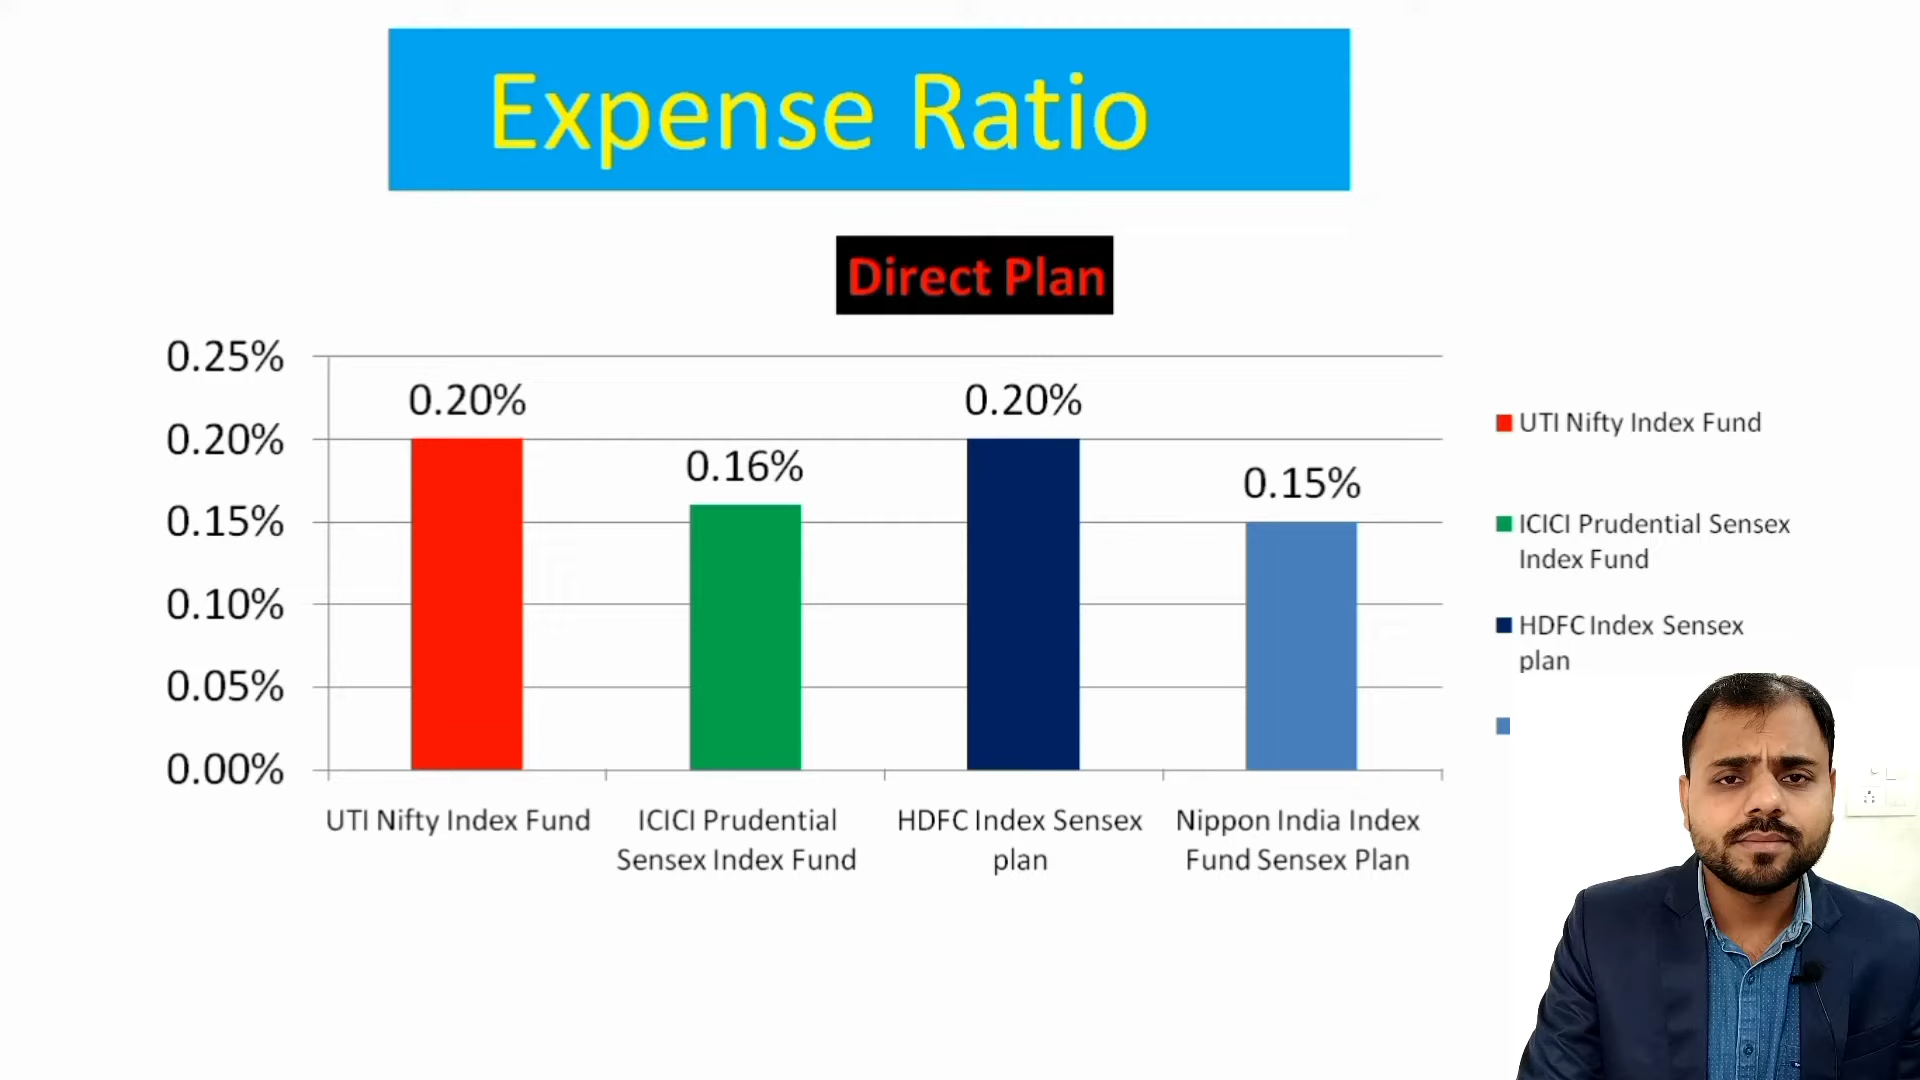 Expense Ratio
Direct Plan
0.25%
0.20%
0.15%
0.10%
0.05%
0.00%
0.20%
0.16%
0.20%
0.15%
UTI Nifty Index Fund
ICICI Prudential
Sensex Index Fund
HDFC Index Sensex
plan
Nippon India Index
Fund Sensex Plan
UTI Nifty Index Fund
ICICI Prudential Sensex
Index Fund
HDFC Index Sensex
plan